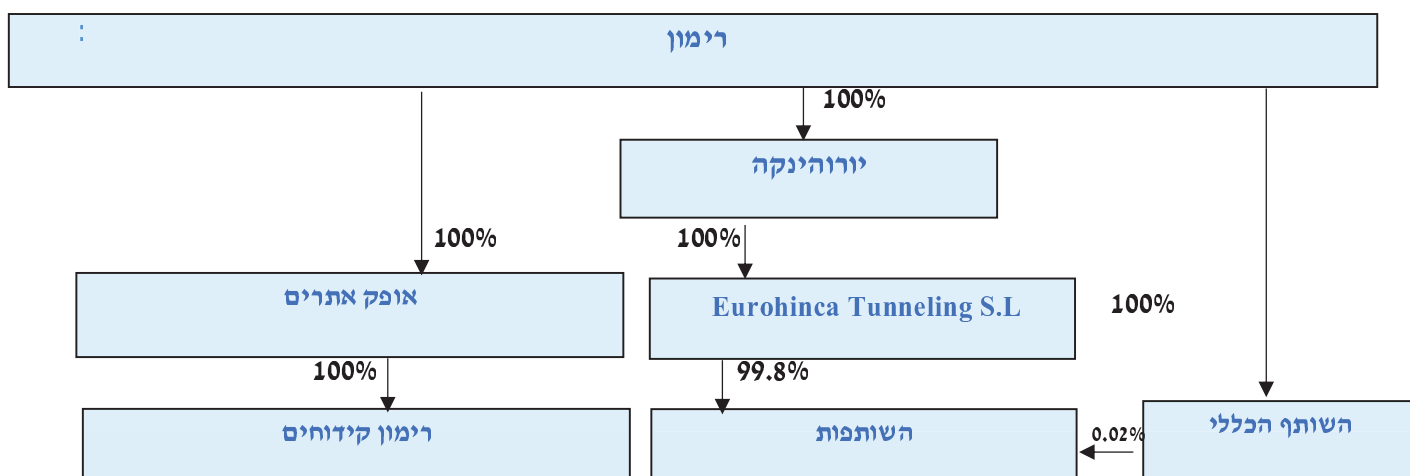 רימון :
100%
יורוהינקה
100% 100%
אופק אתרים
Eurohinca Tunneling S.L
100%
100%
99.8%
רימון קידוחים
השותפות
0.02%
השותף הכללי